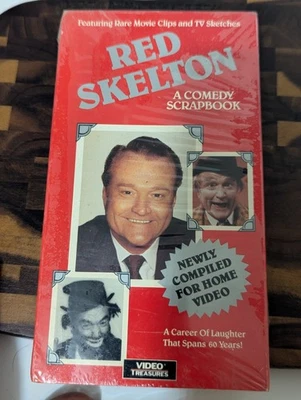 Featuring Rare Movie Clips and TV Sketches
RED
SKELTON
A COMEDY
SCRAPBOOK
NEWLY
COMPILED
FOR HOME
VIDEO
A Career Of Laughter
That Spans 60 Years!
VIDEO
TREASURES